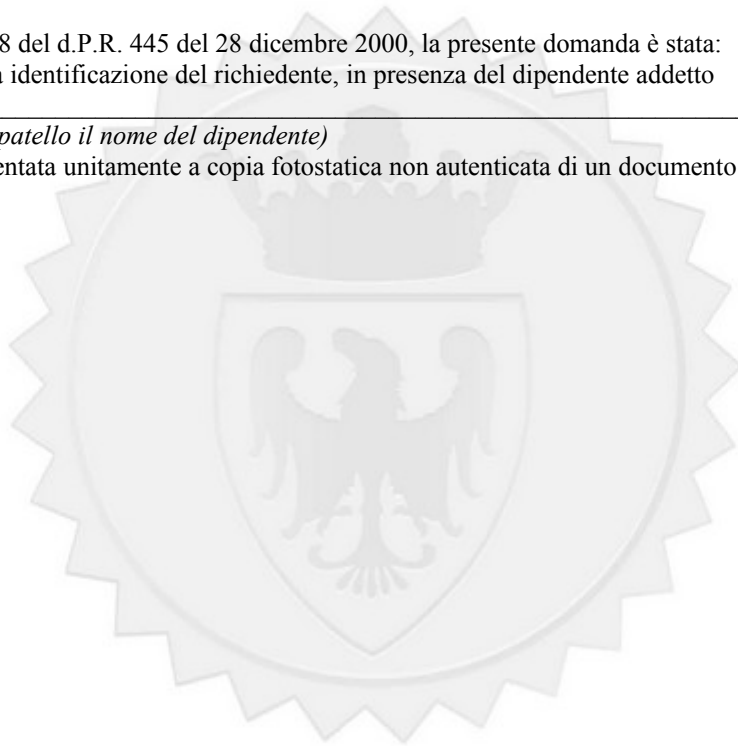 8 del d.P.R. 445 del 28 dicembre 2000, la presente domanda è stata:
identificazione del richiedente, in presenza del dipendente addetto
patello il nome del dipendente)
entata unitamente a copia fotostatica non autenticata di un documento